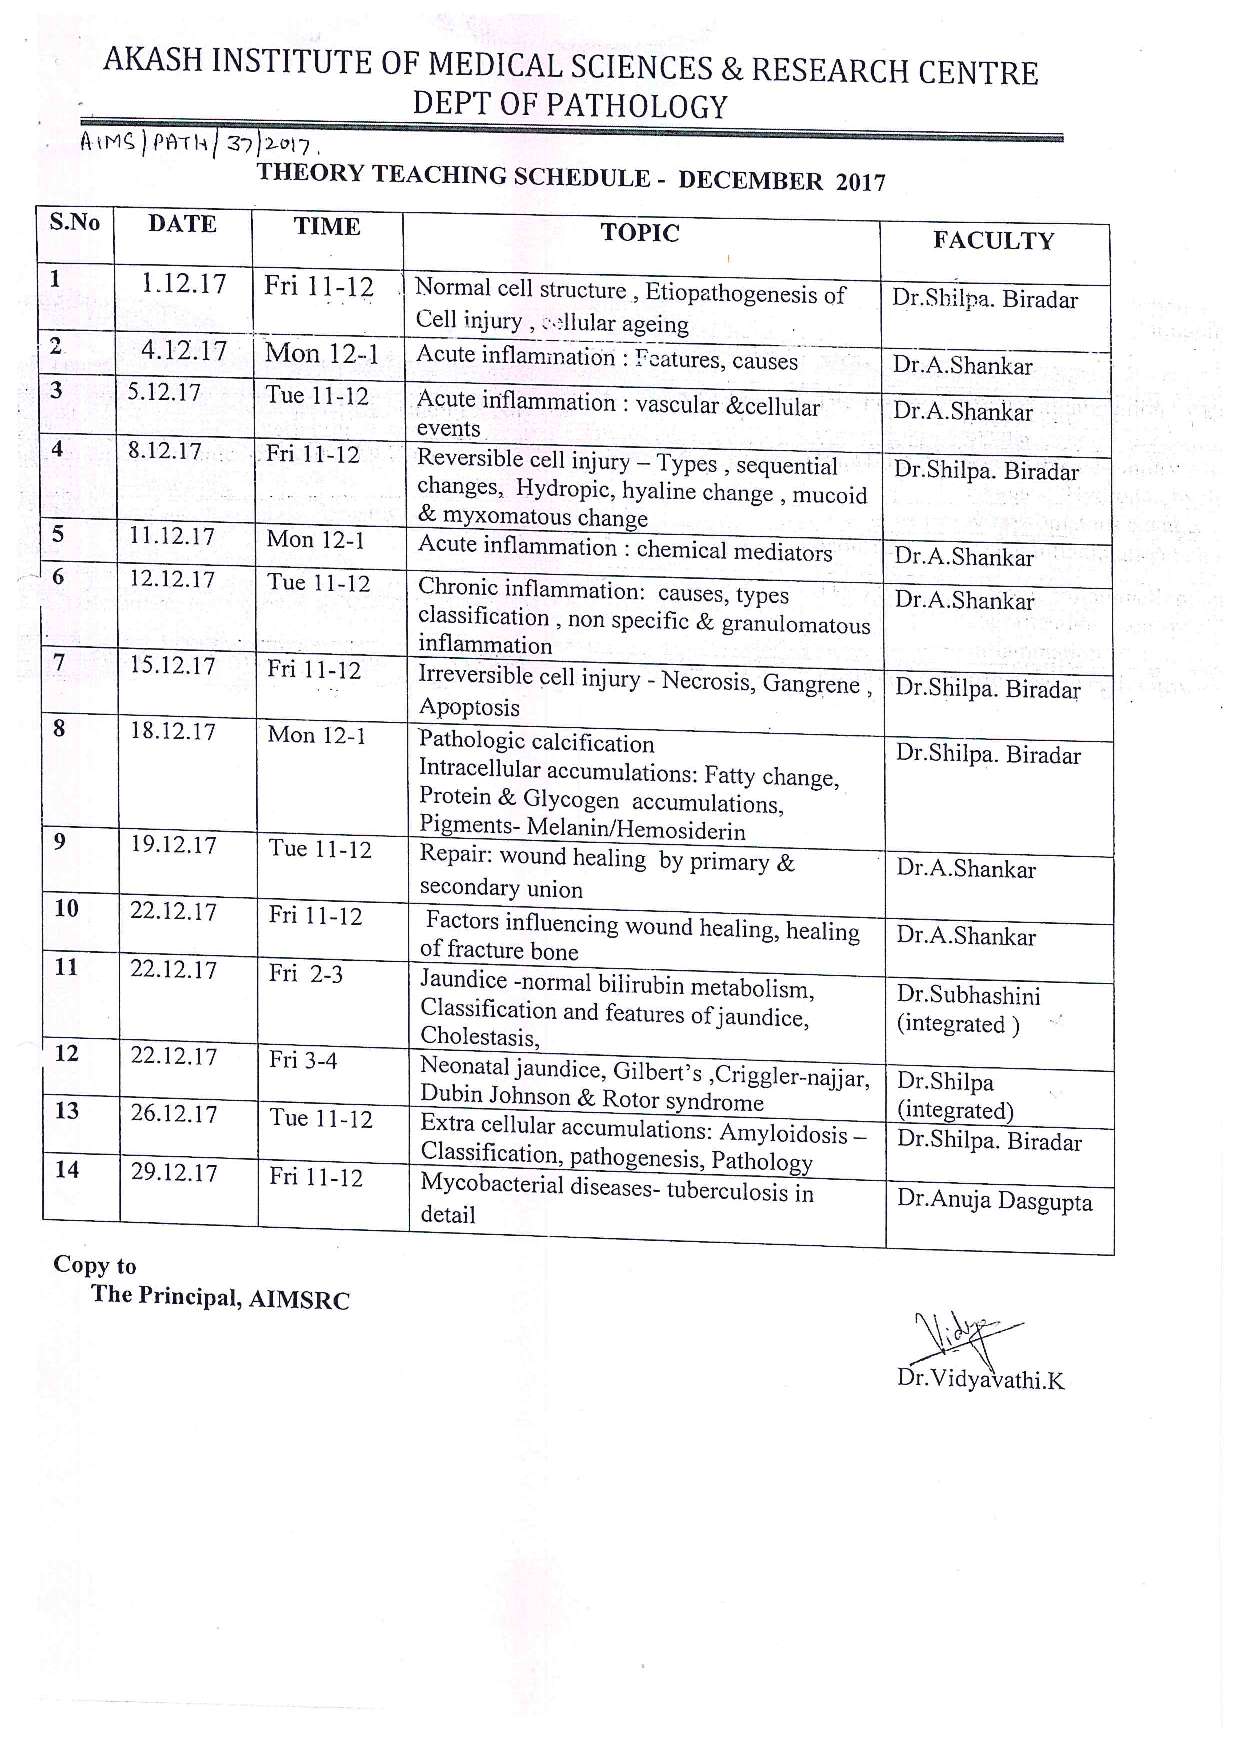 AKASH INSTITUTE OF MEDICAL SCIENCES & RESEARCH CENTRE
DEPT OF PATHOLOGY
AIMS/PATH/37/2017.
THEORY TEACHING SCHEDULE - DECEMBER 2017
S.No DATE TIME TOPIC FACULTY
1 1.12.17 Fri 11-12 Normal cell structure , Etiopathogenesis of Dr.Shilpa. Biradar
Cell injury , cellular ageing
2 4.12.17 Mon 12-1 Acute inflammation : Features, causes Dr.A.Shankar
3 5.12.17 Tue 11-12 Acute inflammation : vascular &cellular Dr.A.Shankar
events
4 8.12.17 Fri 11-12 Reversible cell injury – Types , sequential Dr.Shilpa. Biradar
changes, Hydropic, hyaline change , mucoid
& myxomatous change
5 11.12.17 Mon 12-1 Acute inflammation : chemical mediators Dr.A.Shankar
6 12.12.17 Tue 11-12 Chronic inflammation: causes, types Dr.A.Shankar
classification , non specific & granulomatous
inflammation
7 15.12.17 Fri 11-12 Irreversible cell injury - Necrosis, Gangrene , Dr.Shilpa. Biradar
Apoptosis
8 18.12.17 Mon 12-1 Pathologic calcification Dr.Shilpa. Biradar
Intracellular accumulations: Fatty change,
Protein & Glycogen accumulations,
Pigments- Melanin/Hemosiderin
9 19.12.17 Tue 11-12 Repair: wound healing by primary & Dr.A.Shankar
secondary union
10 22.12.17 Fri 11-12 Factors influencing wound healing, healing Dr.A.Shankar
of fracture bone
11 22.12.17 Fri 2-3 Jaundice -normal bilirubin metabolism, Dr.Subhashini
Classification and features of jaundice, (integrated )
Cholestasis,
12 22.12.17 Fri 3-4 Neonatal jaundice, Gilbert's ,Criggler-najjar, Dr.Shilpa
Dubin Johnson & Rotor syndrome (integrated)
13 26.12.17 Tue 11-12 Extra cellular accumulations: Amyloidosis – Dr.Shilpa. Biradar
Classification, pathogenesis, Pathology
14 29.12.17 Fri 11-12 Mycobacterial diseases- tuberculosis in Dr.Anuja Dasgupta
detail
Copy to
The Principal, AIMSRC
Vidya
Dr.Vidyavathi.K